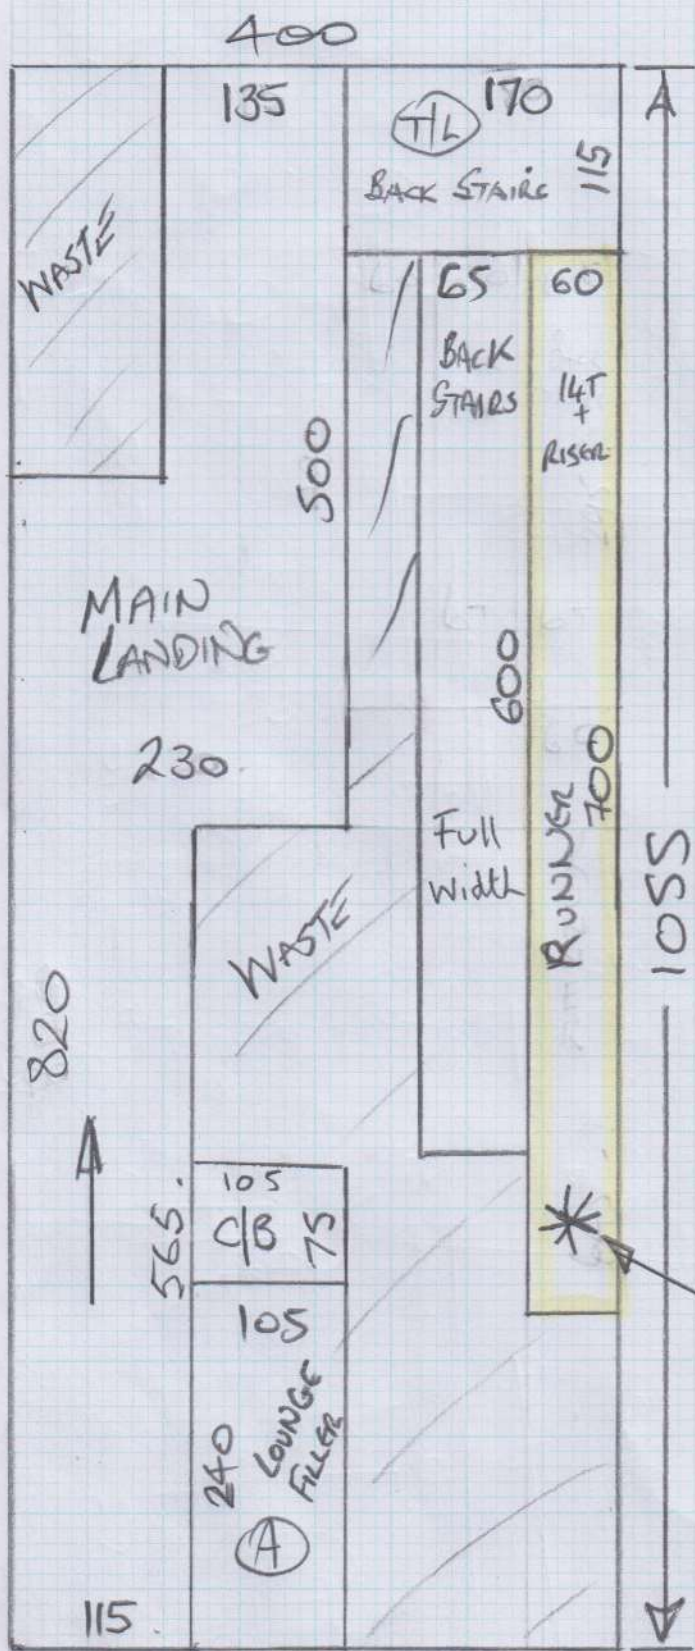 400
135
T/L
170
BACK STAIRS
115
WASTE
65
60
BACK
STAIRS
14T
+
RISER
500
MAIN
LANDING
230
600
RUNNER
700
1055
Full
Width
WASTE
820
565.
105
C/B
75
105
240
LOUNGE
FILLER
A
115.